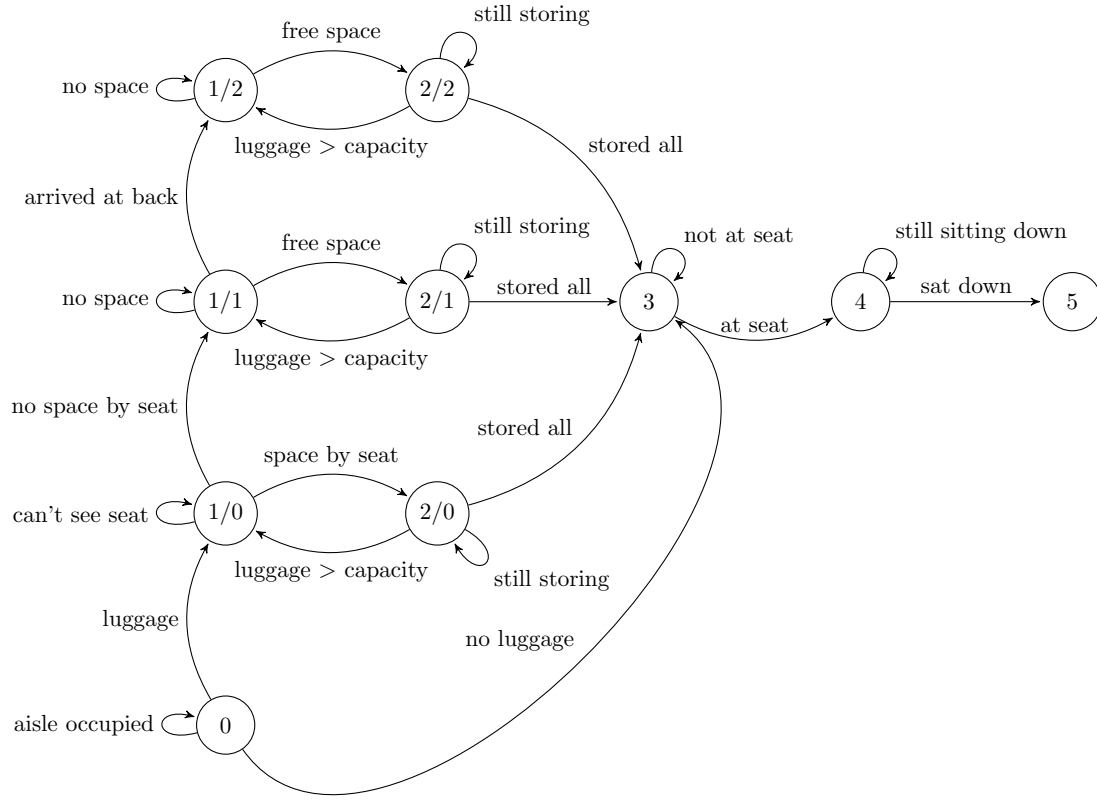 still storing
free space
no space
1/2
2/2
luggage > capacity
stored all
arrived at back
still storing
free space
not at seat
still sitting down
no space
1/1
2/1
stored all
3
4
sat down
5
at seat
luggage > capacity
no space by seat
stored all
space by seat
can't see seat
1/0
2/0
luggage > capacity
still storing
luggage
no luggage
aisle occupied
0